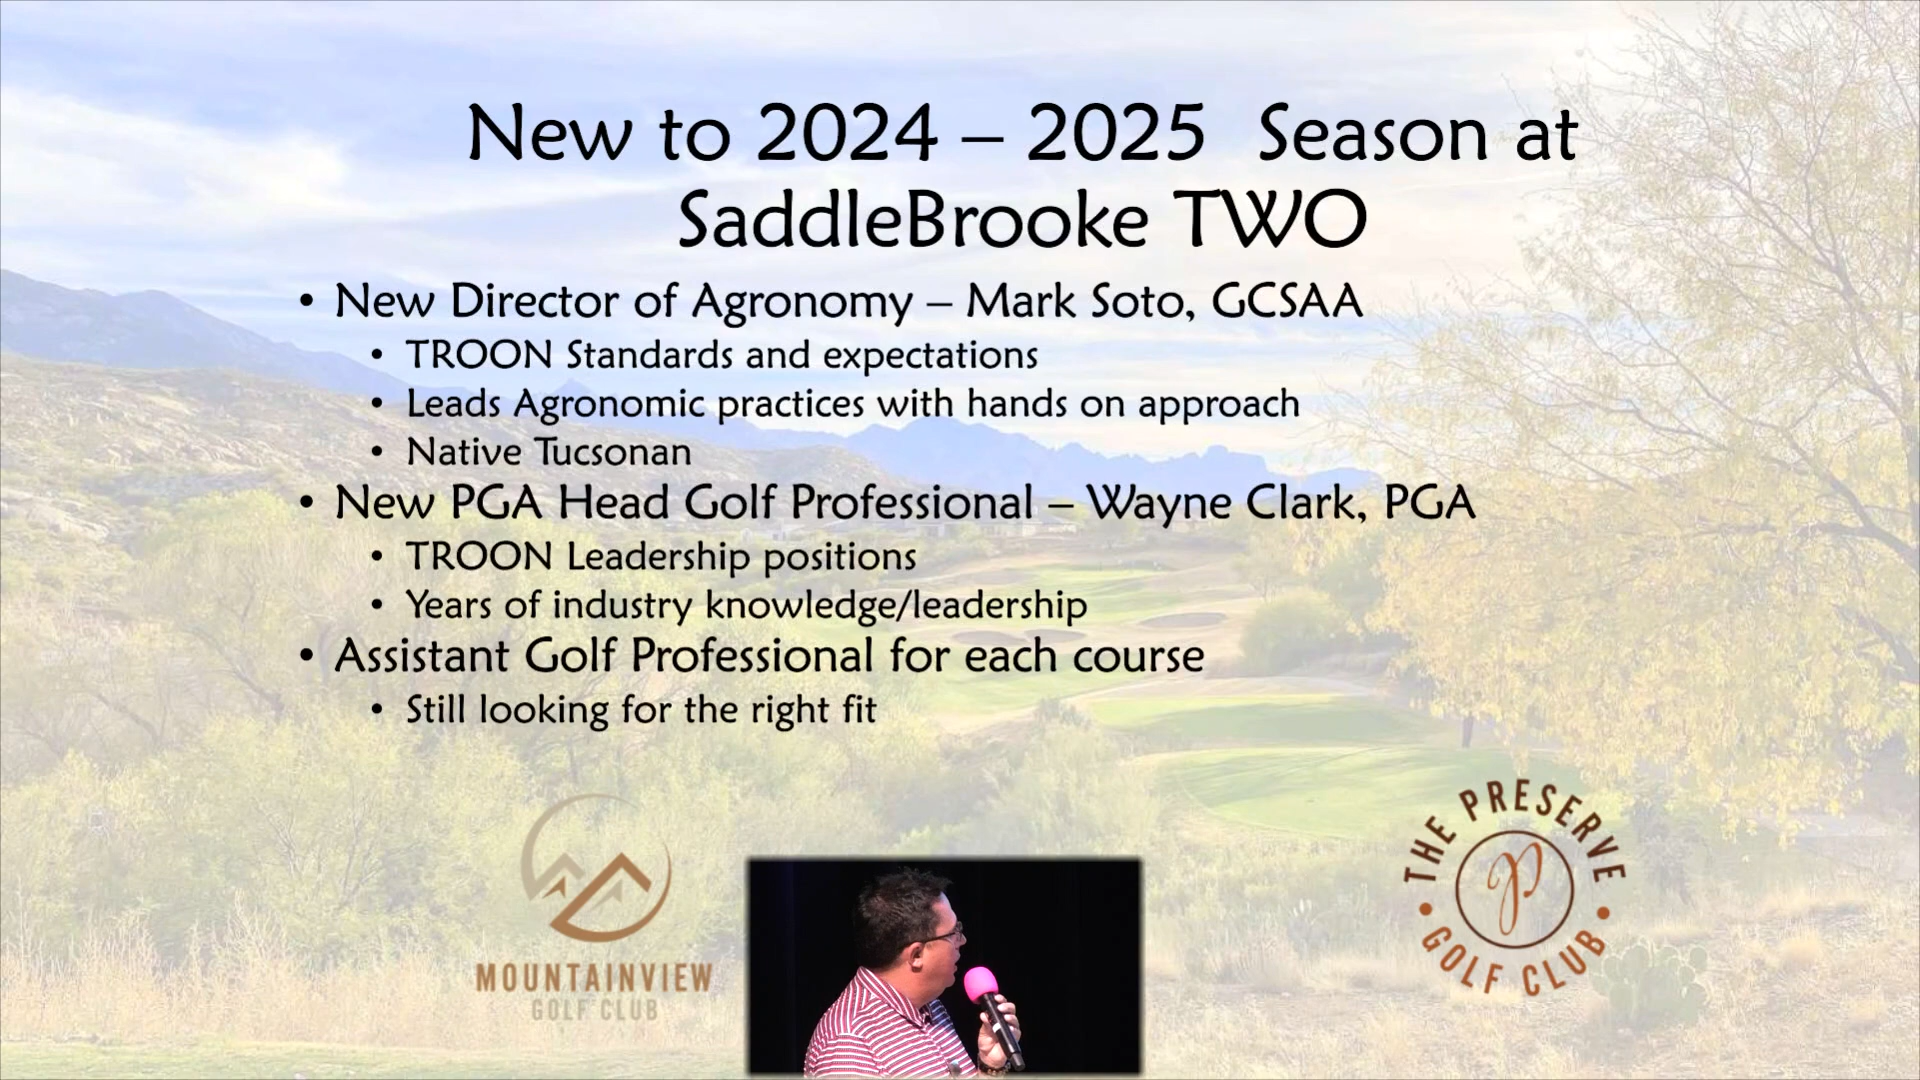 New to 2024 – 2025  Season at
SaddleBrooke TWO
• New Director of Agronomy – Mark Soto, GCSAA
• TROON Standards and expectations
• Leads Agronomic practices with hands on approach
• Native Tucsonan
• New PGA Head Golf Professional – Wayne Clark, PGA
• TROON Leadership positions
• Years of industry knowledge/leadership
• Assistant Golf Professional for each course
• Still looking for the right fit
MOUNTAINVIEW
GOLF CLUB
THE PRESERVE
P
• GOLF CLUB •